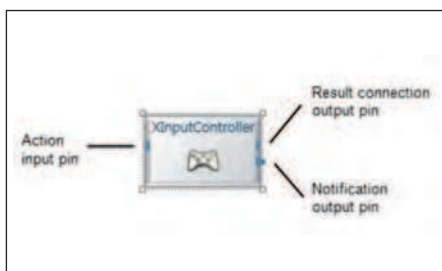 Result connection
output pin
XInputController
Action
input pin
Notification
output pin